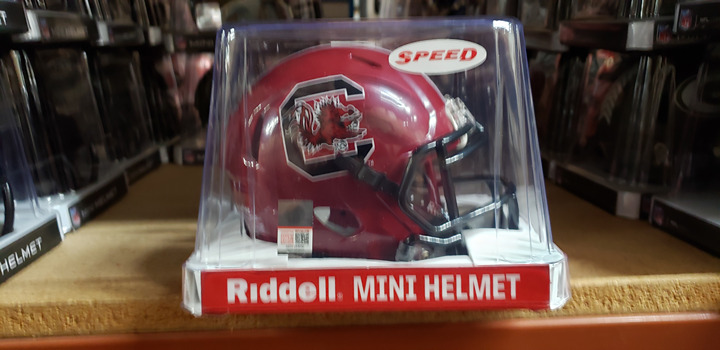 SPEED
Riddell. MINI HELMET
HELMET